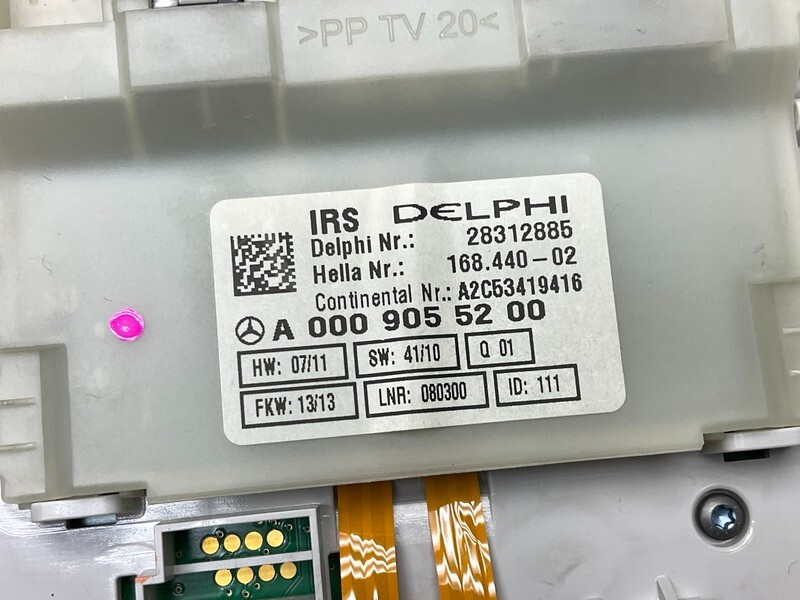 >PP TV 20<
IRS DELPHI
Delphi Nr.: 28312885
Hella Nr.: 168.440-02
Continental Nr.: A2C53419416
A 000 905 52 00
HW: 07/11 SW: 41/10 Q 01
FKW: 13/13 LNR: 080300 ID: 111